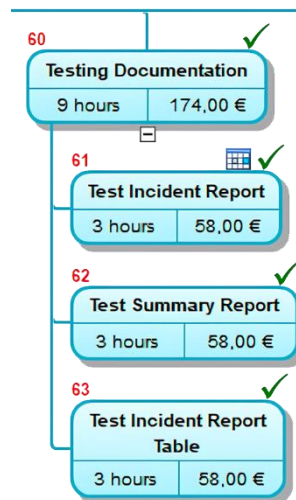 60
Testing Documentation
9 hours 174,00 €
61
Test Incident Report
3 hours 58,00 €
62
Test Summary Report
3 hours 58,00 €
63
Test Incident Report
Table
3 hours 58,00 €